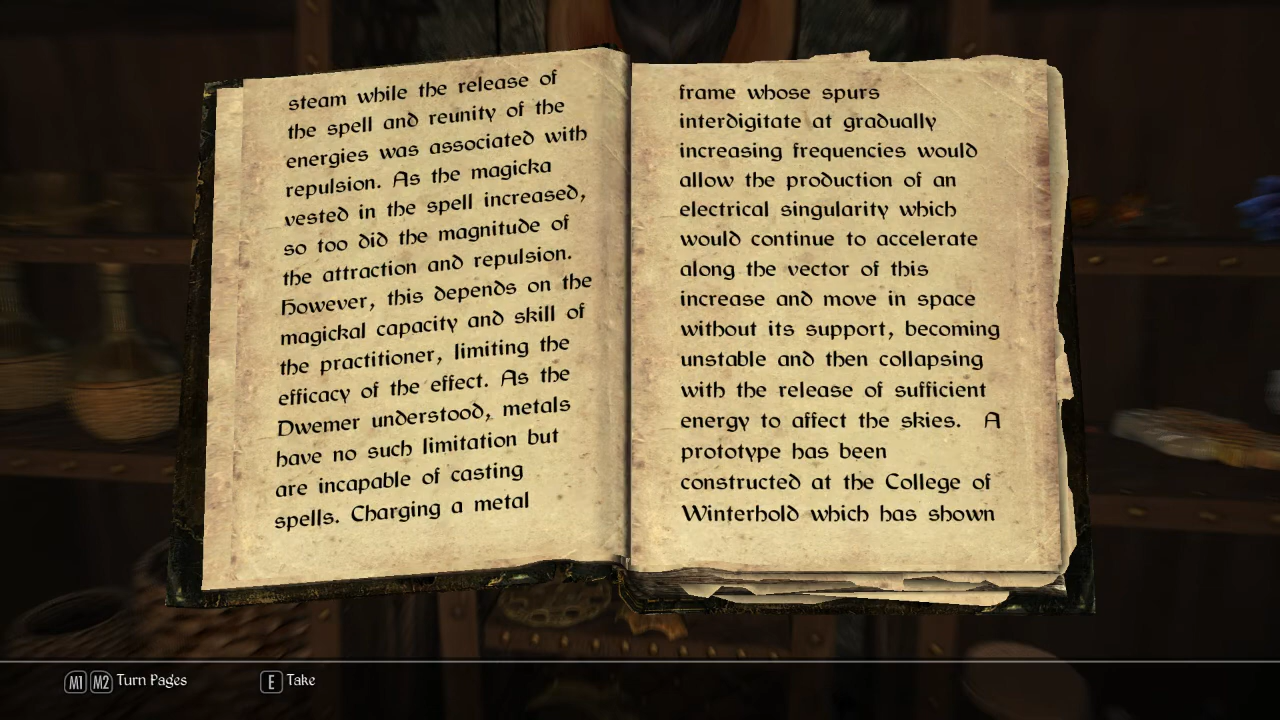 steam while the release of
the spell and reunity of the
energies was associated with
repulsion. As the magicka
vested in the spell increased,
so too did the magnitude of
the attraction and repulsion.
However, this depends on the
magickal capacity and skill of
the practitioner, limiting the
efficacy of the effect. As the
Dwemer understood, metals
have no such limitation but
are incapable of casting
spells. Charging a metal
frame whose spurs
interdigitate at gradually
increasing frequencies would
allow the production of an
electrical singularity which
would continue to accelerate
along the vector of this
increase and move in space
without its support, becoming
unstable and then collapsing
with the release of sufficient
energy to affect the skies. A
prototype has been
constructed at the College of
Winterhold which has shown
M1 M2 Turn Pages
E Take